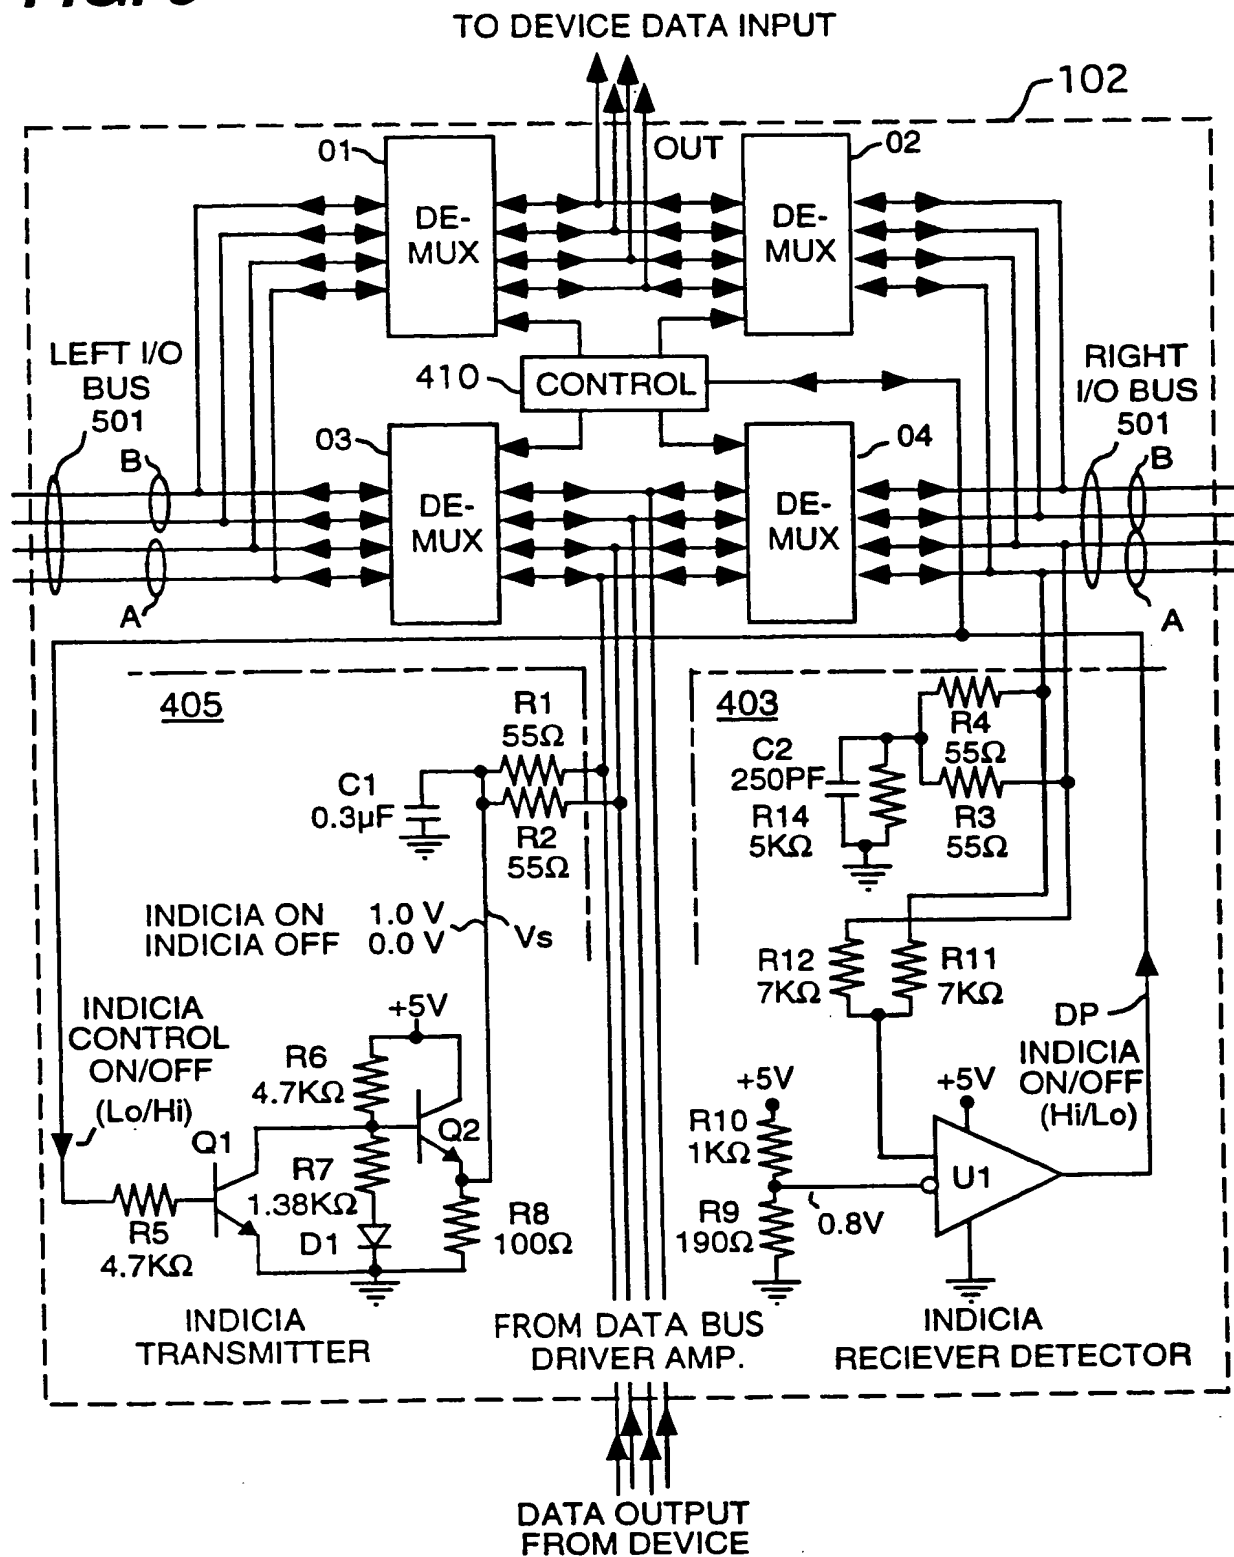 TO DEVICE DATA INPUT
102
01
OUT
02
DE-
MUX
DE-
MUX
LEFT I/O
BUS
501
410
CONTROL
RIGHT
I/O BUS
501
03
04
B
B
DE-
MUX
DE-
MUX
A
A
405
R1
55Ω
C1
0.3μF
R2
55Ω
403
R4
55Ω
C2
250PF
R14
5KΩ
R3
55Ω
INDICIA ON 1.0 V
INDICIA OFF 0.0 V
Vs
R12
7KΩ
R11
7KΩ
INDICIA
CONTROL
ON/OFF
(Lo/Hi)
+5V
R6
4.7KΩ
DP
INDICIA
ON/OFF
(Hi/Lo)
+5V
+5V
R10
1KΩ
Q1
Q2
R7
1.38KΩ
U1
R5
4.7KΩ
D1
R8
100Ω
R9
190Ω
0.8V
INDICIA
TRANSMITTER
FROM DATA BUS
DRIVER AMP.
INDICIA
RECIEVER DETECTOR
DATA OUTPUT
FROM DEVICE